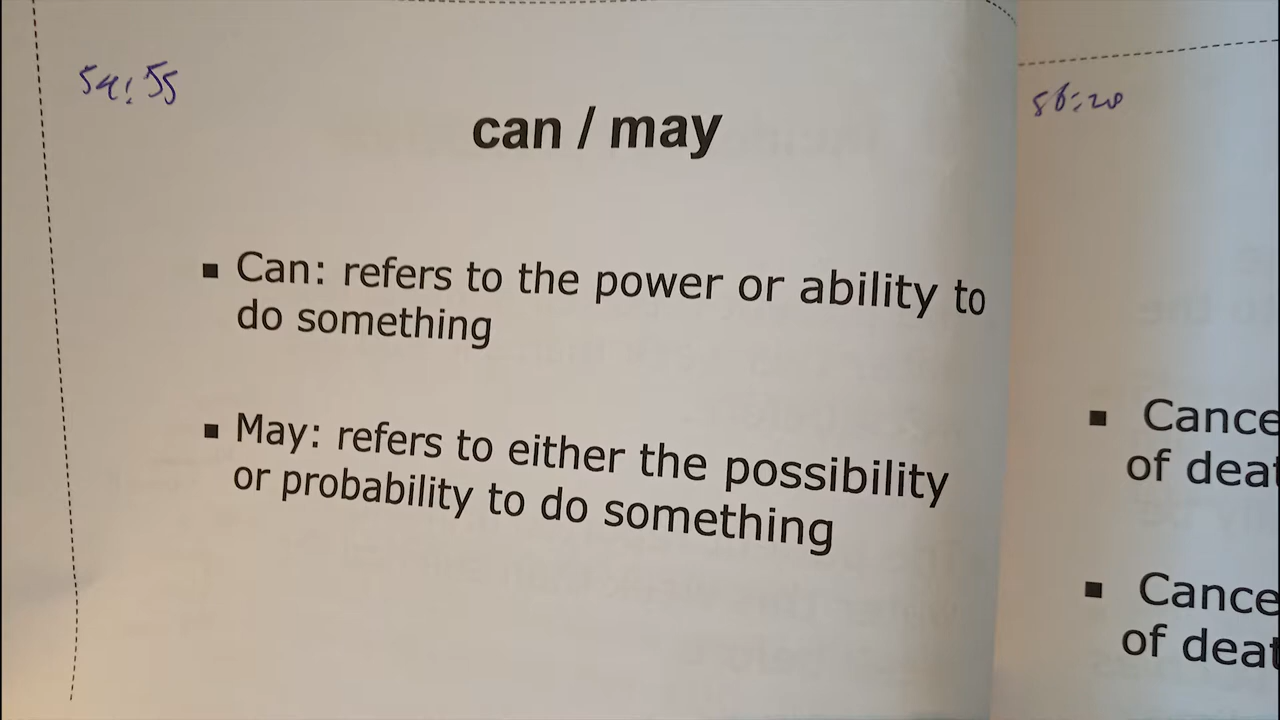 54:55
can / may
▪ Can: refers to the power or ability to
do something
▪ May: refers to either the possibility
or probability to do something
56:20
▪ Cance
of deat
▪ Cance
of deat